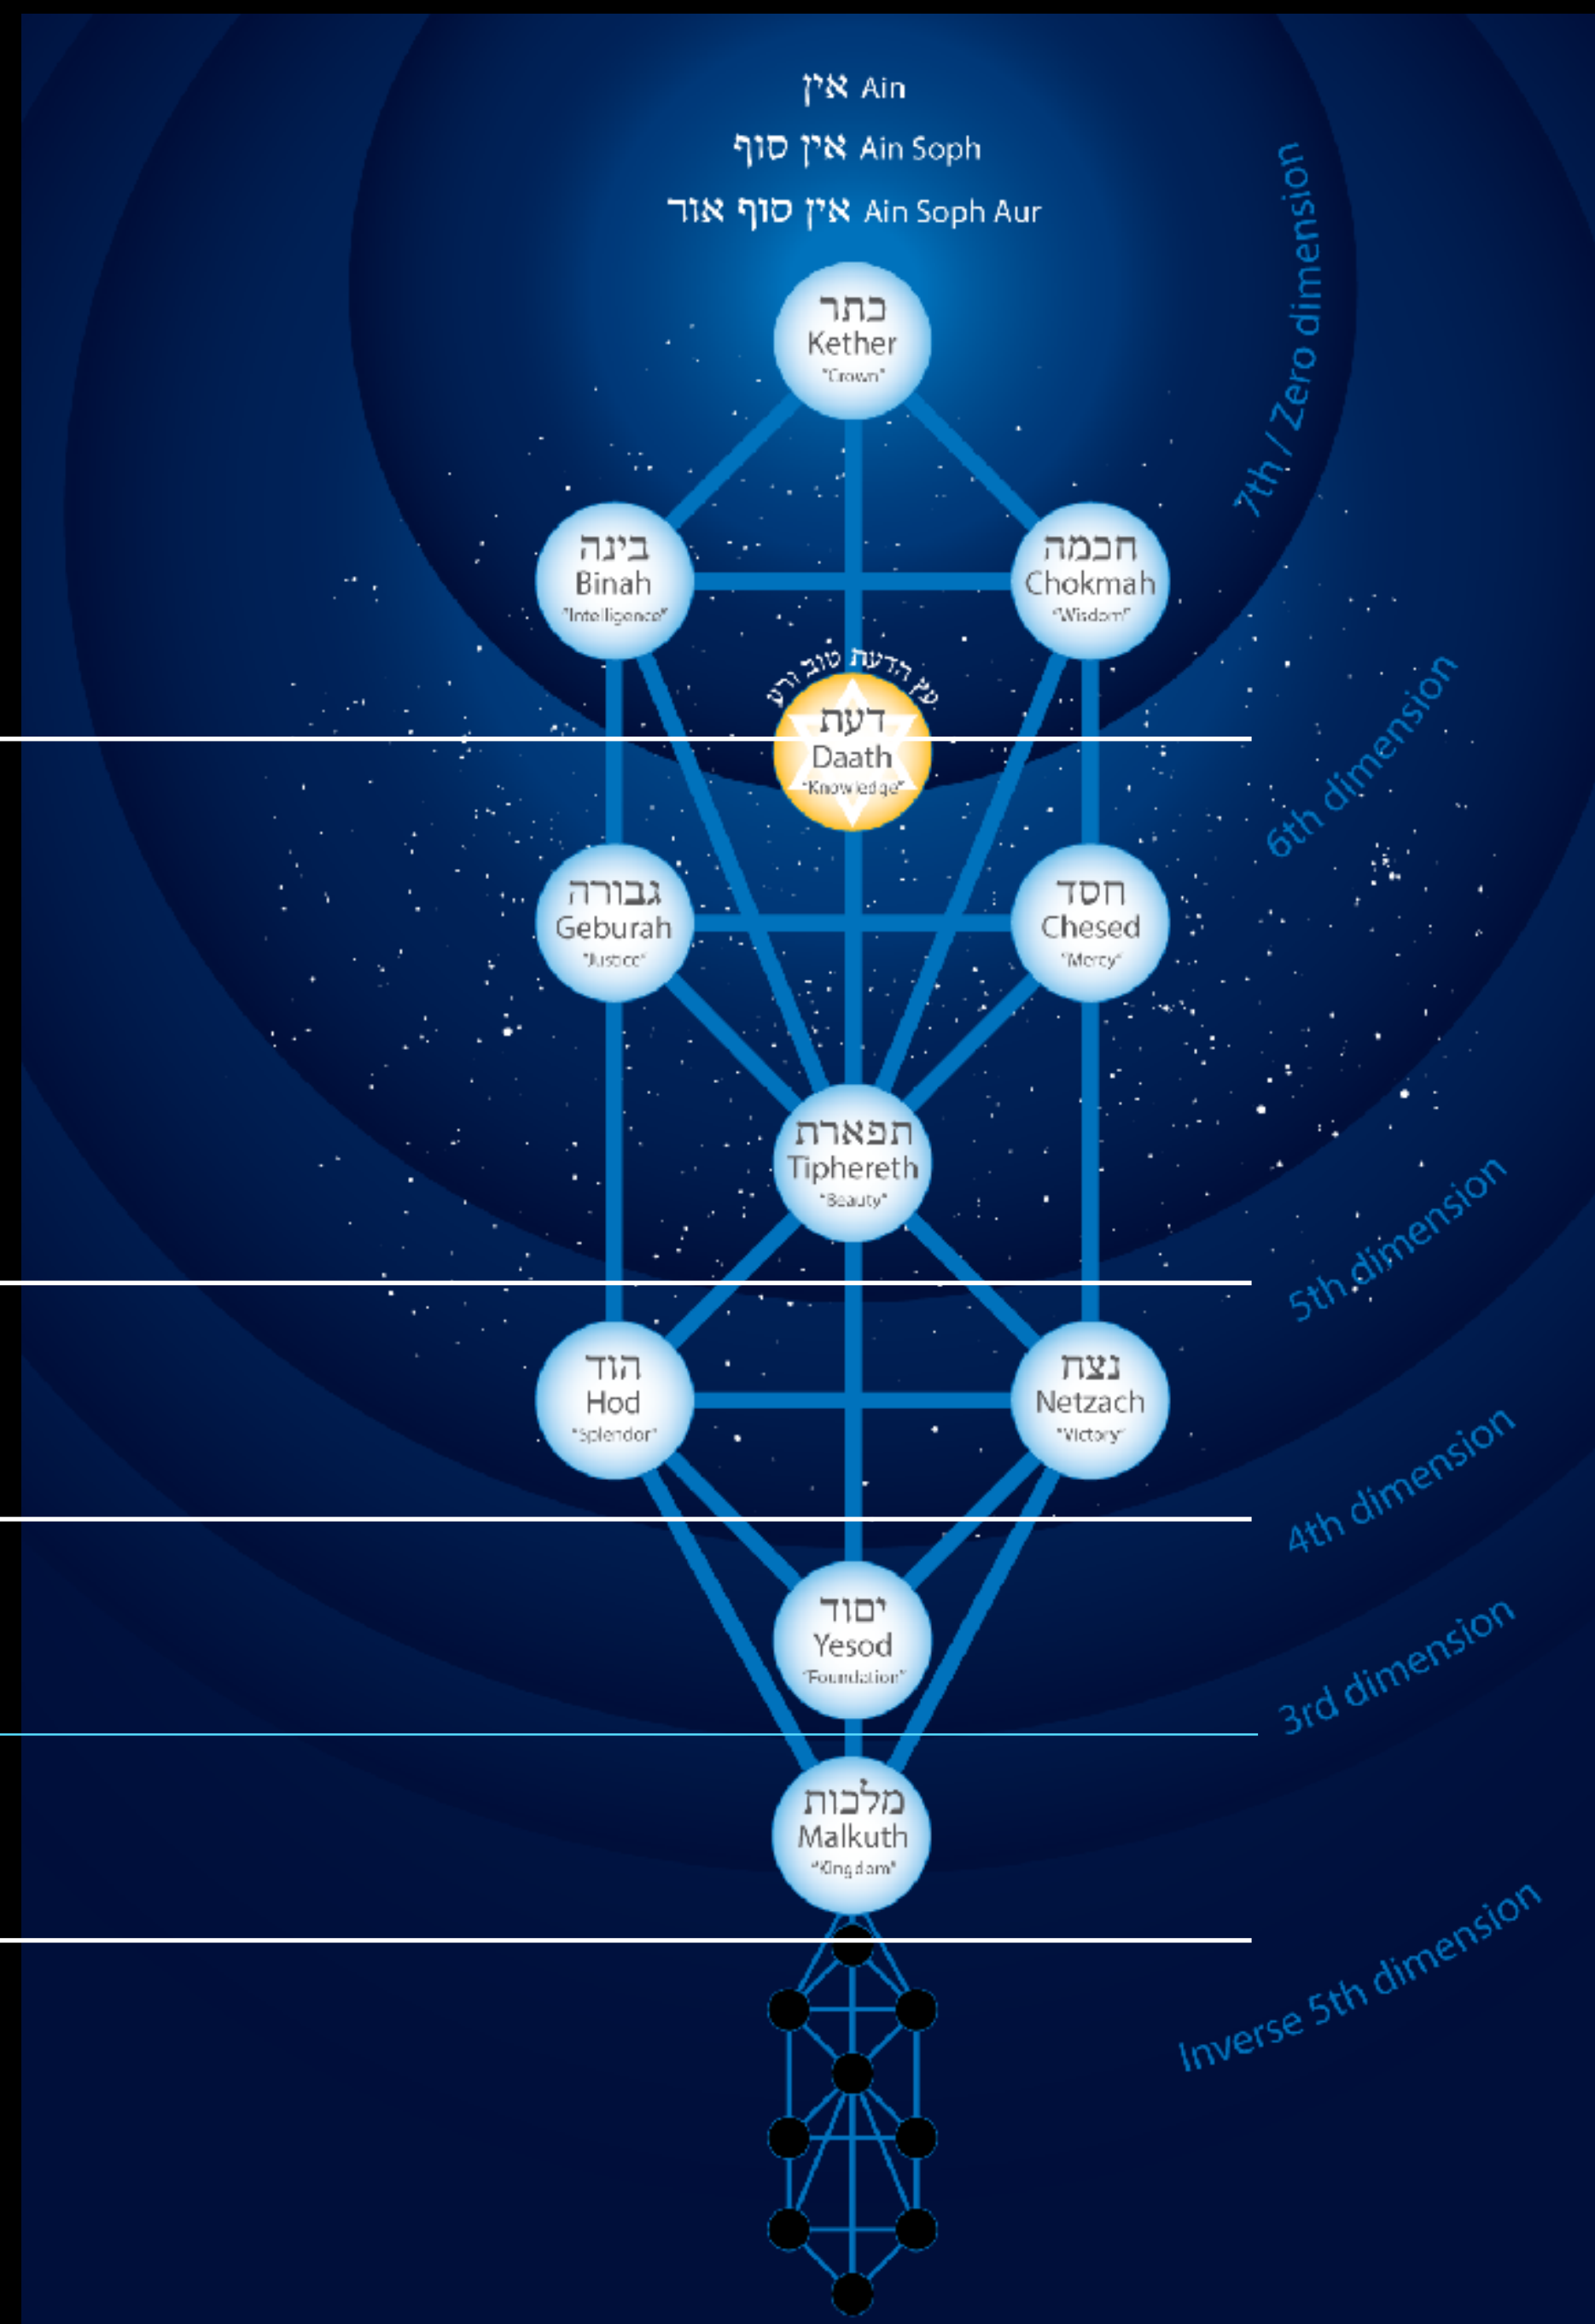 אין Ain
אין סוף Ain Soph
אין סוף אור Ain Soph Aur
כתר
Kether
"Crown"
7th / Zero dimension
בינה
Binah
"Intelligence"
חכמה
Chokmah
"Wisdom"
עץ הדעת טוב ורע
דעת
Daath
"Knowledge"
6th dimension
גבורה
Geburah
"Justice"
חסד
Chesed
"Mercy"
תפארת
Tiphereth
"Beauty"
5th dimension
הוד
Hod
"Splendor"
נצח
Netzach
"Victory"
4th dimension
יסוד
Yesod
"Foundation"
3rd dimension
מלכות
Malkuth
"Kingdom"
Inverse 5th dimension